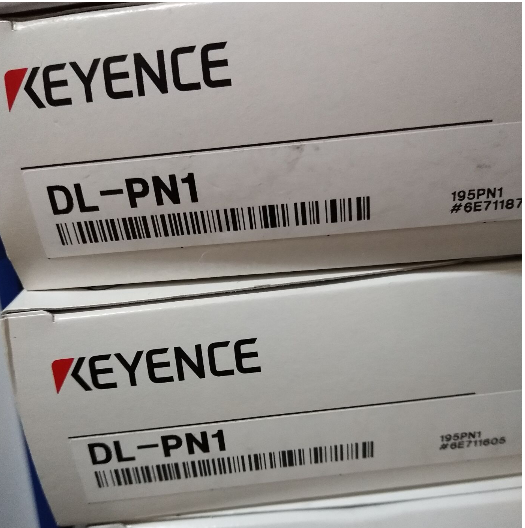 KEYENCE
DL-PN1
195PN1
#6E71187
KEYENCE
DL-PN1
195PN1
#6E711605